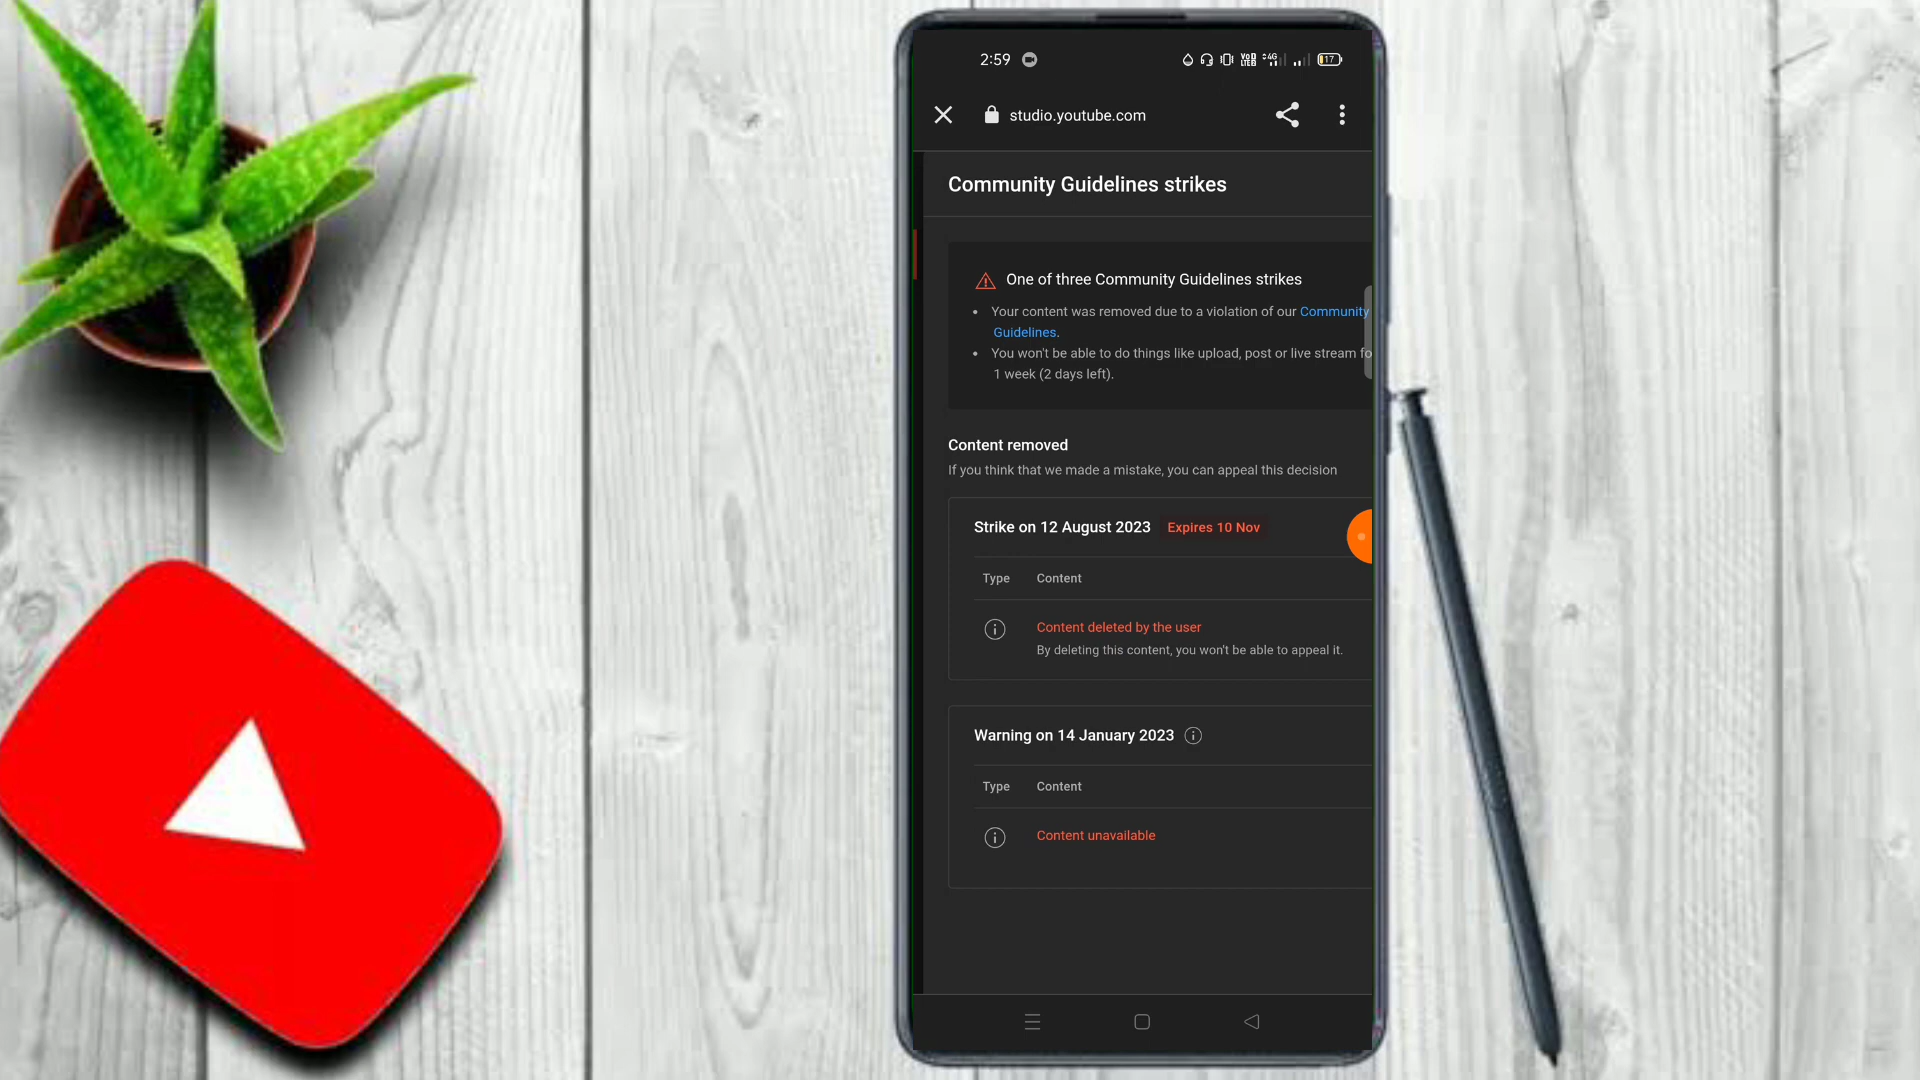 2:59
VoD LTED 4G 17
studio.youtube.com
Community Guidelines strikes
One of three Community Guidelines strikes
• Your content was removed due to a violation of our Community
Guidelines.
• You won't be able to do things like upload, post or live stream fo
1 week (2 days left).
Content removed
If you think that we made a mistake, you can appeal this decision
Strike on 12 August 2023 Expires 10 Nov
Type Content
Content deleted by the user
By deleting this content, you won't be able to appeal it.
Warning on 14 January 2023
Type Content
Content unavailable